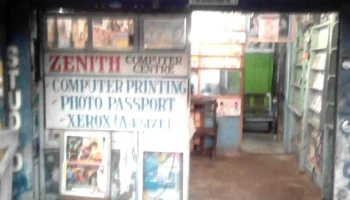 ZENITH COMPUTER CENTRE
- COMPUTER PRINTING
- PHOTO PASSPORT
- XEROX (A4 SIZE)